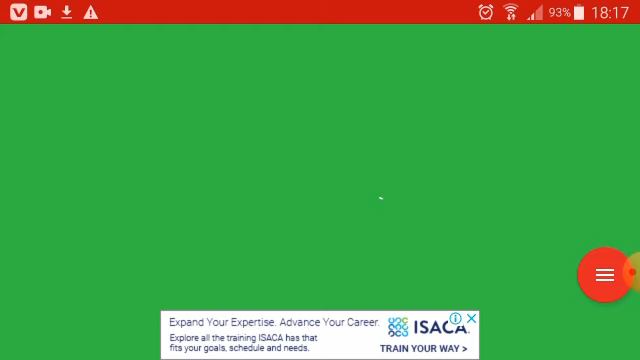 93% 18:17
Expand Your Expertise. Advance Your Career.
Explore all the training ISACA has that
fits your goals, schedule and needs.
ISACA
TRAIN YOUR WAY >